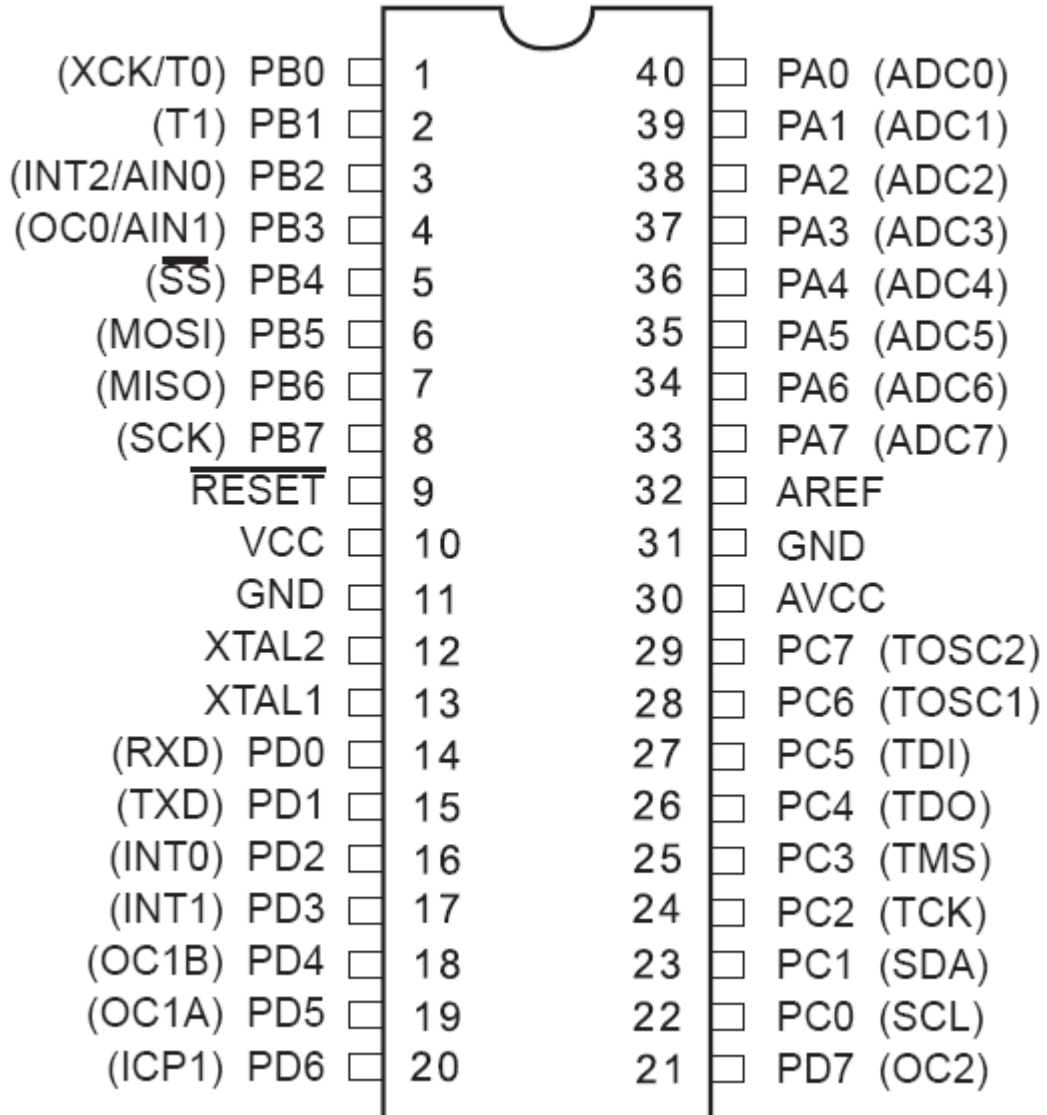 (XCK/T0) PB0 1 40 PA0 (ADC0)
(T1) PB1 2 39 PA1 (ADC1)
(INT2/AIN0) PB2 3 38 PA2 (ADC2)
(OC0/AIN1) PB3 4 37 PA3 (ADC3)
(S̅S̅) PB4 5 36 PA4 (ADC4)
(MOSI) PB5 6 35 PA5 (ADC5)
(MISO) PB6 7 34 PA6 (ADC6)
(SCK) PB7 8 33 PA7 (ADC7)
R̅E̅S̅E̅T̅ 9 32 AREF
VCC 10 31 GND
GND 11 30 AVCC
XTAL2 12 29 PC7 (TOSC2)
XTAL1 13 28 PC6 (TOSC1)
(RXD) PD0 14 27 PC5 (TDI)
(TXD) PD1 15 26 PC4 (TDO)
(INT0) PD2 16 25 PC3 (TMS)
(INT1) PD3 17 24 PC2 (TCK)
(OC1B) PD4 18 23 PC1 (SDA)
(OC1A) PD5 19 22 PC0 (SCL)
(ICP1) PD6 20 21 PD7 (OC2)